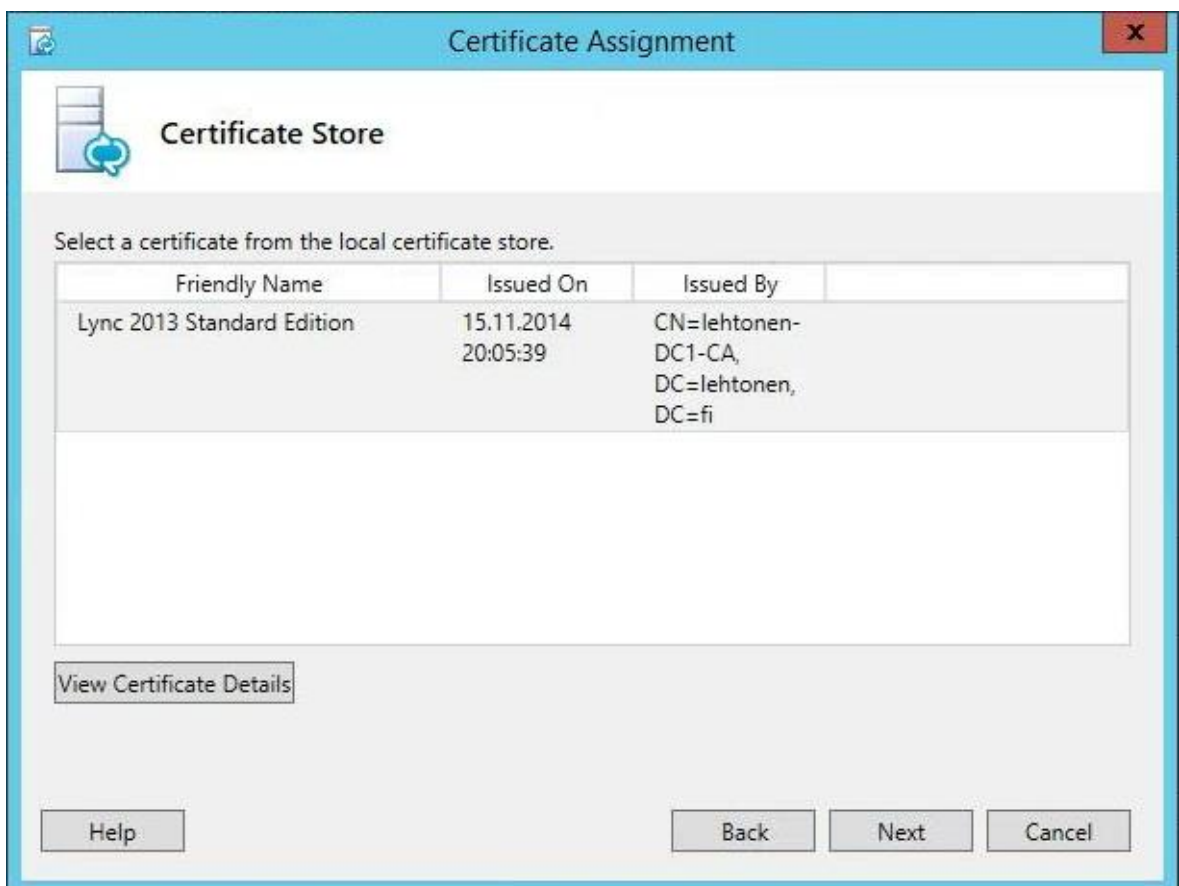 Certificate Assignment
x
Certificate Store
Select a certificate from the local certificate store.
Friendly Name Issued On Issued By
Lync 2013 Standard Edition 15.11.2014 CN=lehtonen-
20:05:39 DC1-CA,
DC=lehtonen,
DC=fi
View Certificate Details
Help Back Next Cancel